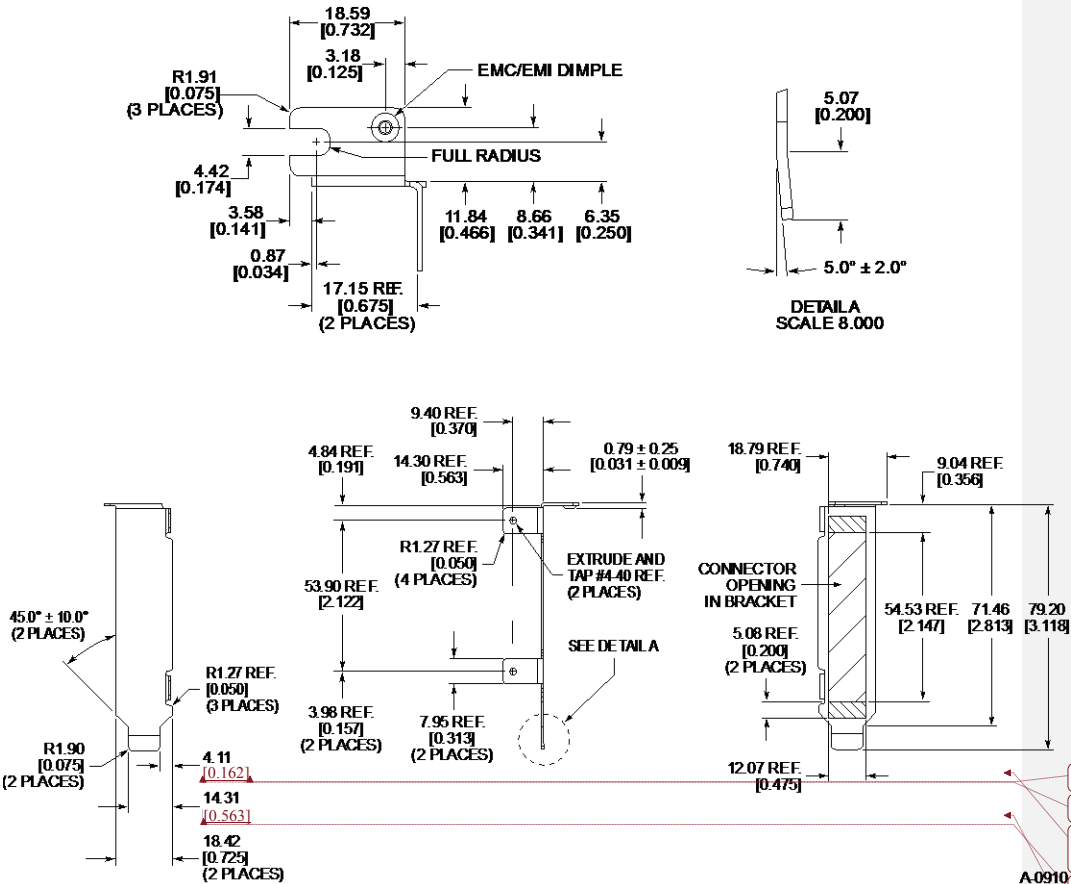 18.59
[0.732]
3.18
[0.125]
EMC/EMI DIMPLE
R1.91
[0.075]
(3 PLACES)
FULL RADIUS
4.42
[0.174]
3.58
[0.141]
0.87
[0.034]
17.15 REF.
[0.675]
(2 PLACES)
11.84
[0.466]
8.66
[0.341]
6.35
[0.250]
5.07
[0.200]
5.0° ± 2.0°
DETAIL A
SCALE 8.000
45.0° ± 10.0°
(2 PLACES)
R1.27 REF.
[0.050]
(3 PLACES)
R1.90
[0.075]
(2 PLACES)
4.11
[0.162]
14.31
[0.563]
18.42
[0.725]
(2 PLACES)
9.40 REF.
[0.370]
4.84 REF.
[0.191]
14.30 REF.
[0.563]
0.79 ± 0.25
[0.031 ± 0.009]
R1.27 REF.
[0.050]
(4 PLACES)
EXTRUDE AND
TAP #4-40 REF.
(2 PLACES)
53.90 REF.
[2.122]
SEE DETAIL A
3.98 REF.
[0.157]
(2 PLACES)
7.95 REF.
[0.313]
(2 PLACES)
18.79 REF.
[0.740]
9.04 REF.
[0.356]
CONNECTOR
OPENING
IN BRACKET
54.53 REF.
[2.147]
71.46
[2.813]
79.20
[3.118]
5.08 REF.
[0.200]
(2 PLACES)
12.07 REF.
[0.475]
A-0910